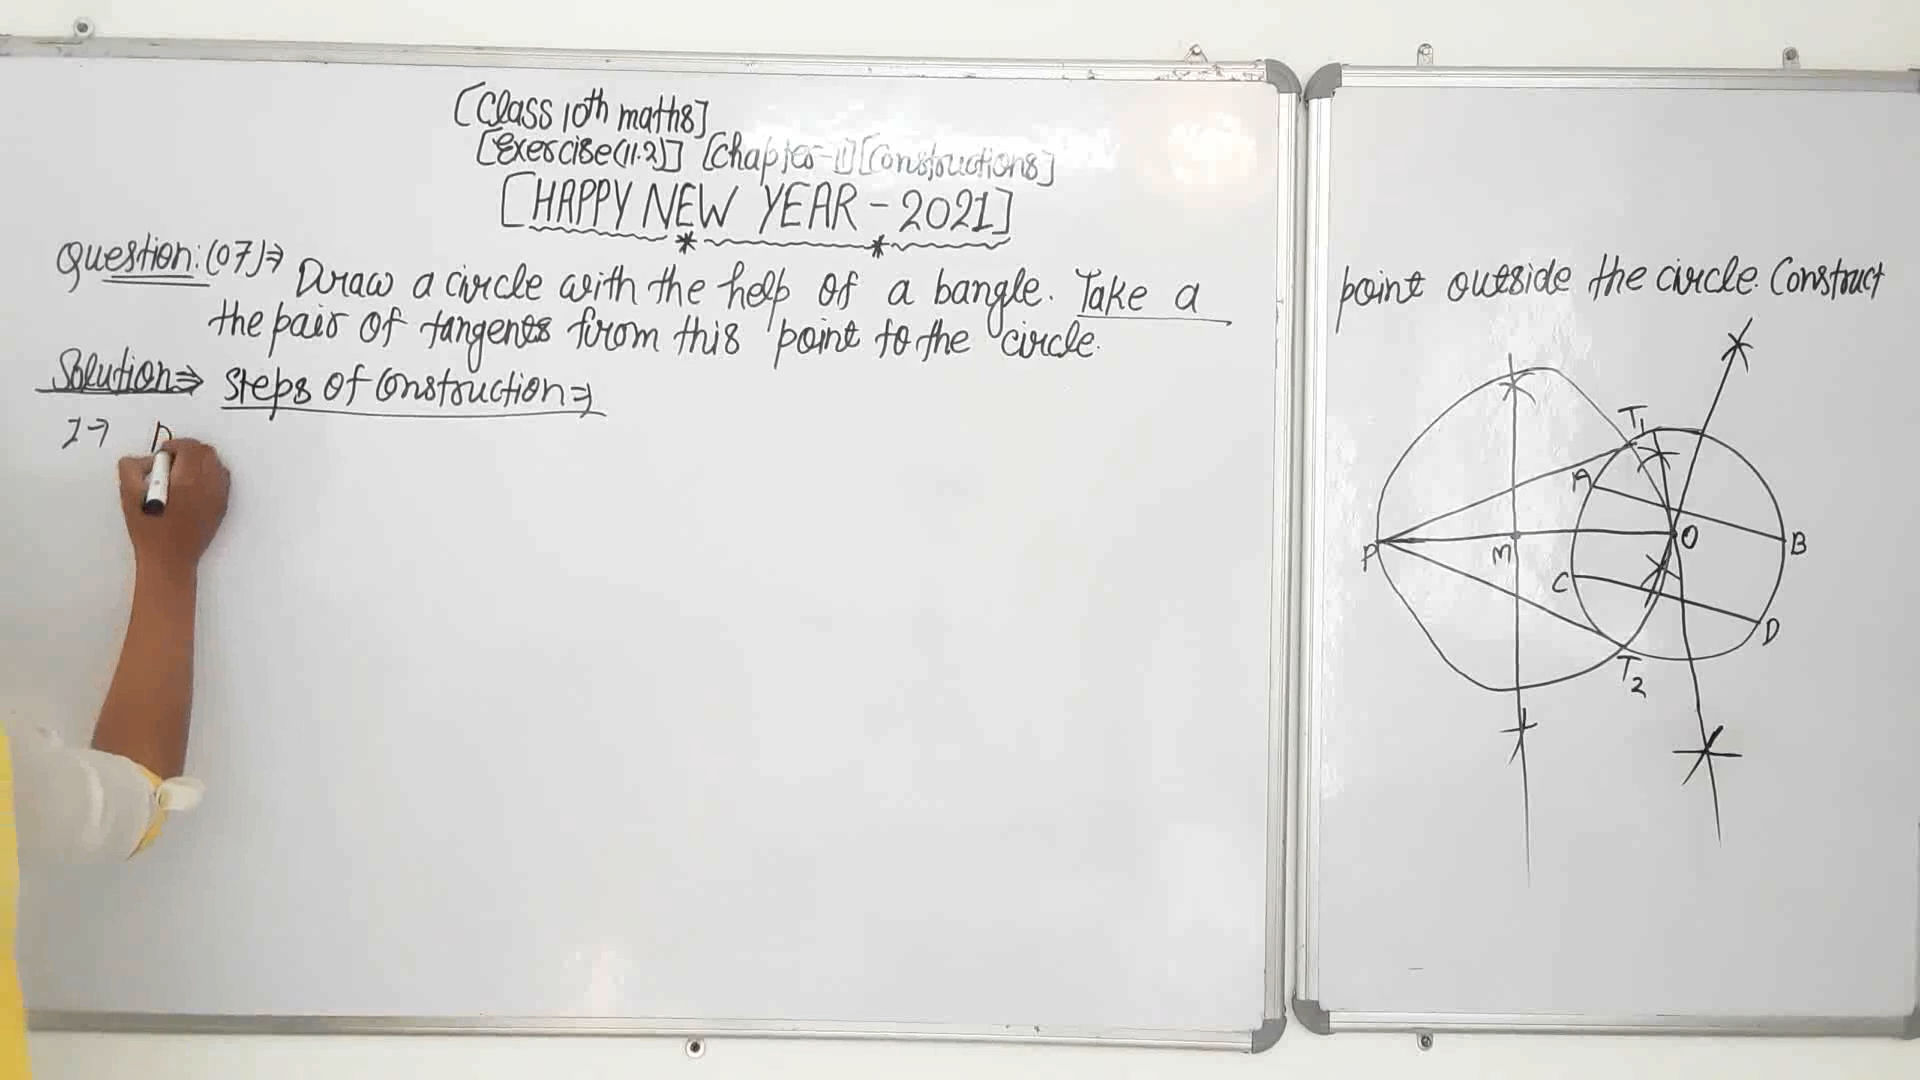 [Class 10th maths]
[Exercise(11.2)] [Chapter-11] [Constructions]
[HAPPY NEW YEAR - 2021]
Question:(07)⇒ Draw a circle with the help of a bangle. Take a point outside the circle. Construct
the pair of tangents from this point to the circle.
Solution⇒ Steps of Construction⇒
1→ D
T1
A
P M O B
C
D
T2